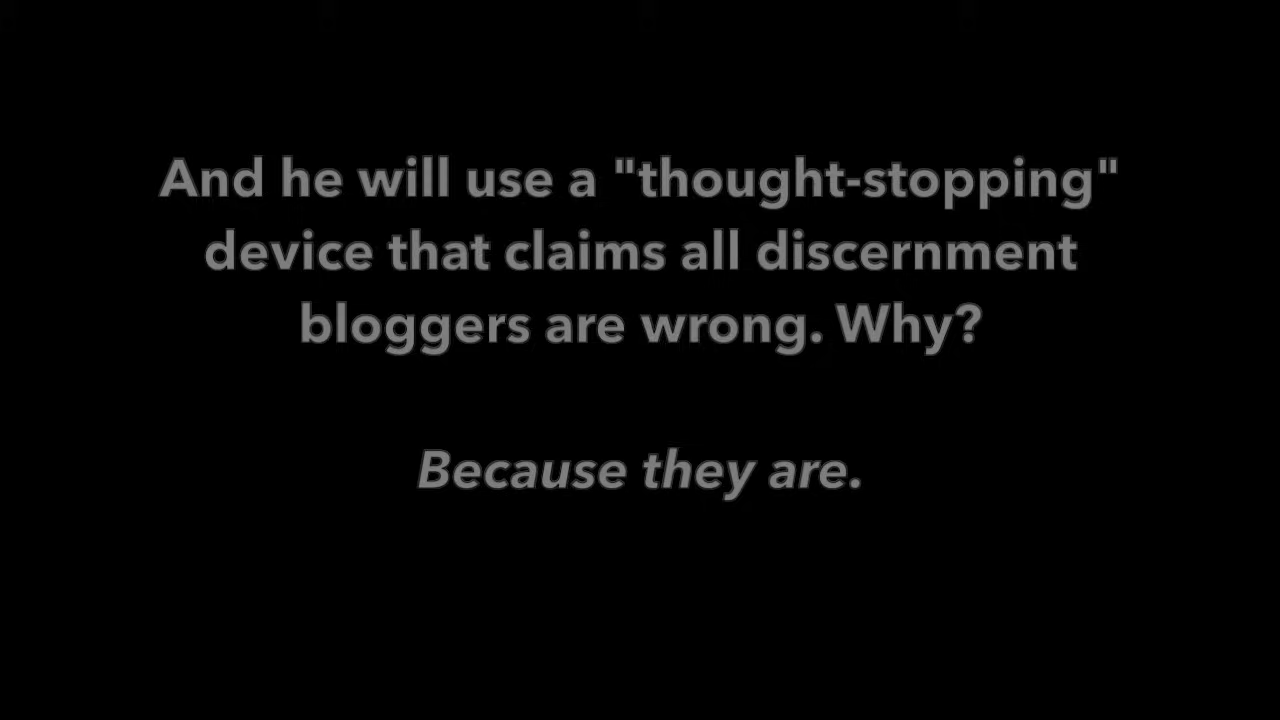 And he will use a "thought-stopping"
device that claims all discernment
bloggers are wrong. Why?
Because they are.